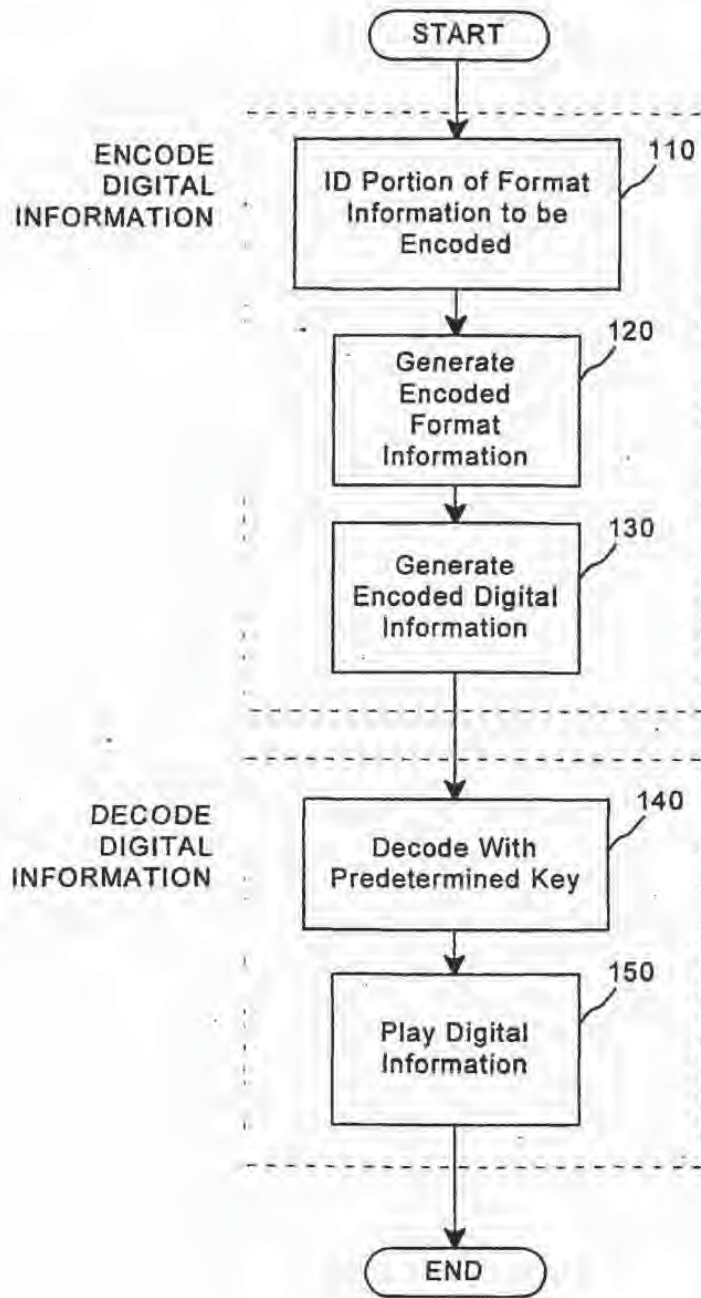 START
ENCODE
DIGITAL
INFORMATION
110
ID Portion of Format
Information to be
Encoded
120
Generate
Encoded
Format
Information
130
Generate
Encoded Digital
Information
DECODE
DIGITAL
INFORMATION
140
Decode With
Predetermined Key
150
Play Digital
Information
END